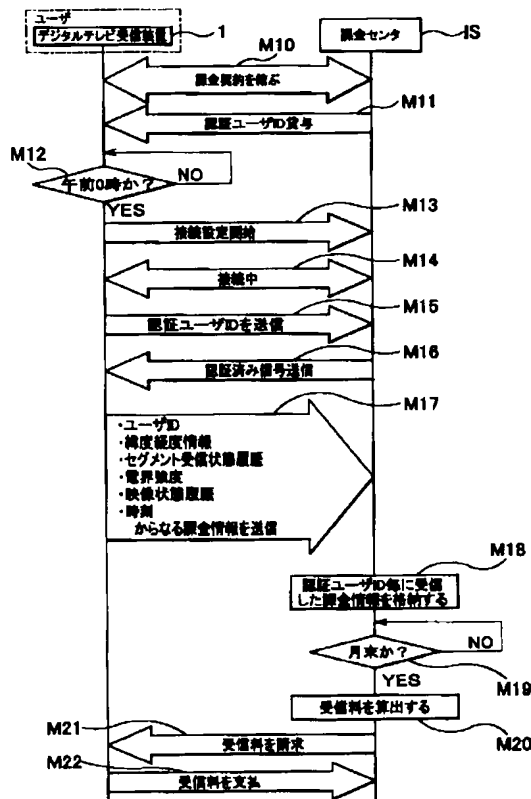 ユーザ
デジタルテレビ受信装置
1
課金センタ
IS
M10
課金契約を結ぶ
M11
認証ユーザID貸与
M12
午前0時か?
NO
YES
M13
接続設定開始
M14
接続中
M15
認証ユーザIDを送信
M16
認証済み信号送信
M17
・ユーザID
・緯度経度情報
・セグメント受信状態履歴
・電界強度
・映像状態履歴
・時刻
からなる課金情報を送信
M18
認証ユーザID毎に受信
した課金情報を格納する
月末か?
NO
M19
YES
受信料を算出する
M20
M21
受信料を請求
M22
受信料を支払